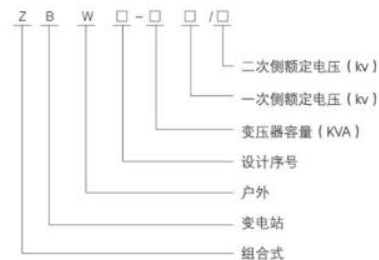 Z B W □-□ □/□
二次侧额定电压(kv)
一次侧额定电压(kv)
变压器容量(KVA)
设计序号
户外
变电站
组合式